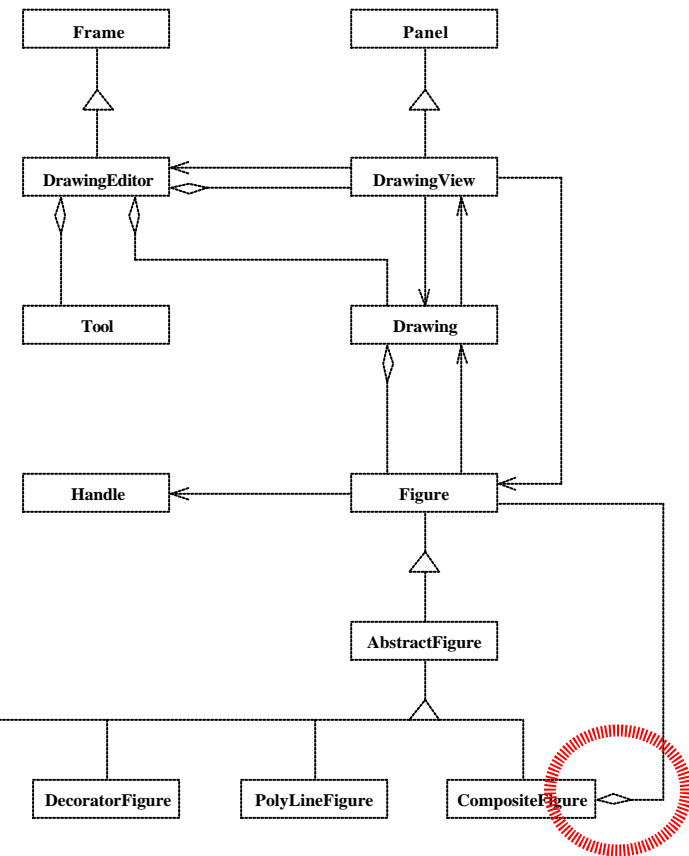 Frame
Panel
DrawingEditor
DrawingView
Tool
Drawing
Handle
Figure
AbstractFigure
DecoratorFigure
PolyLineFigure
CompositeFigure